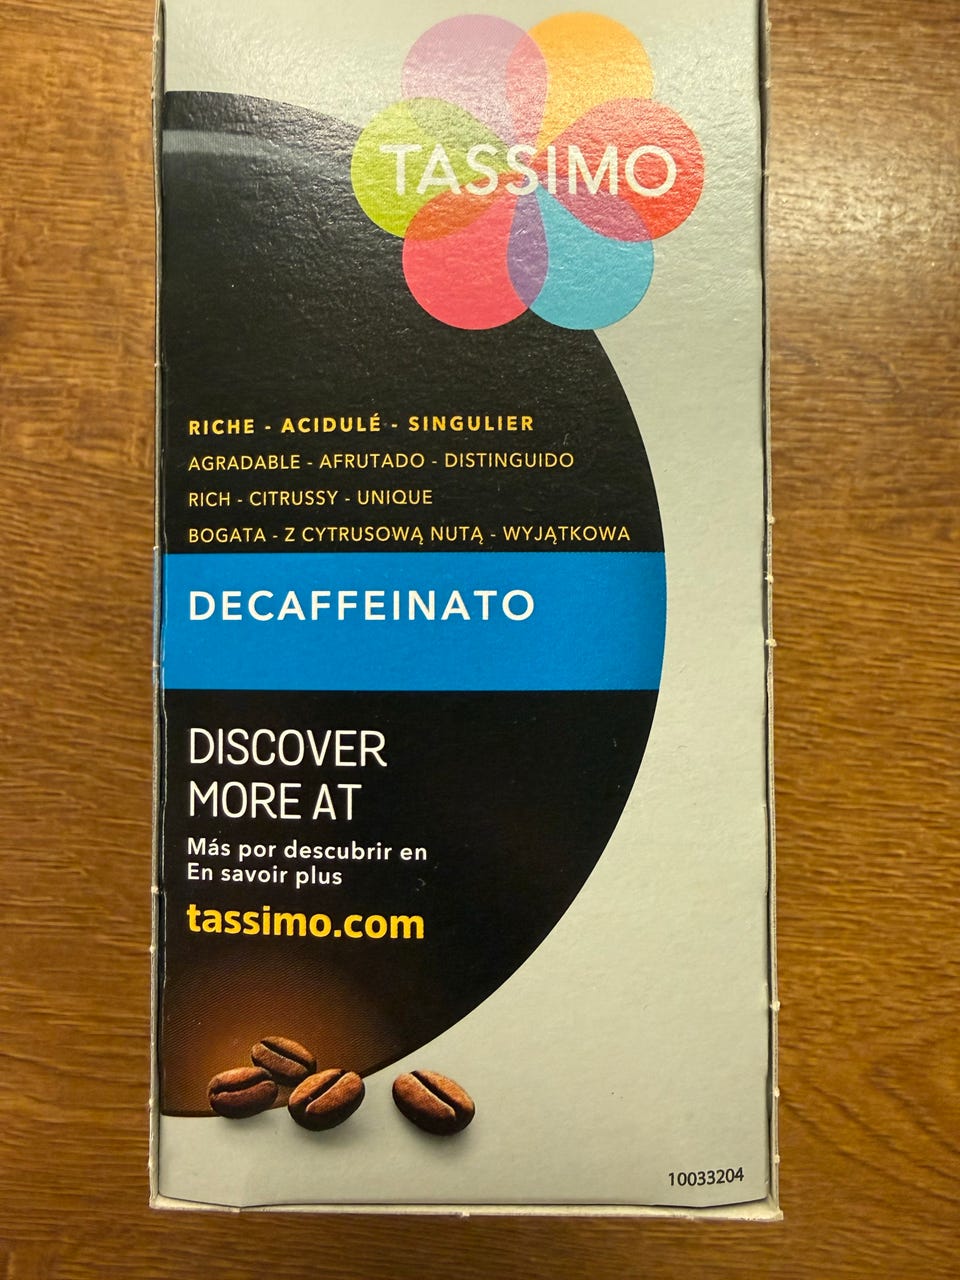 TASSIMO
RICHE - ACIDULÉ - SINGULIER
AGRADABLE - AFRUTADO - DISTINGUIDO
RICH - CITRUSSY - UNIQUE
BOGATA - Z CYTRUSOWĄ NUTĄ - WYJĄTKOWA
DECAFFEINATO
DISCOVER
MORE AT
Más por descubrir en
En savoir plus
tassimo.com
10033204